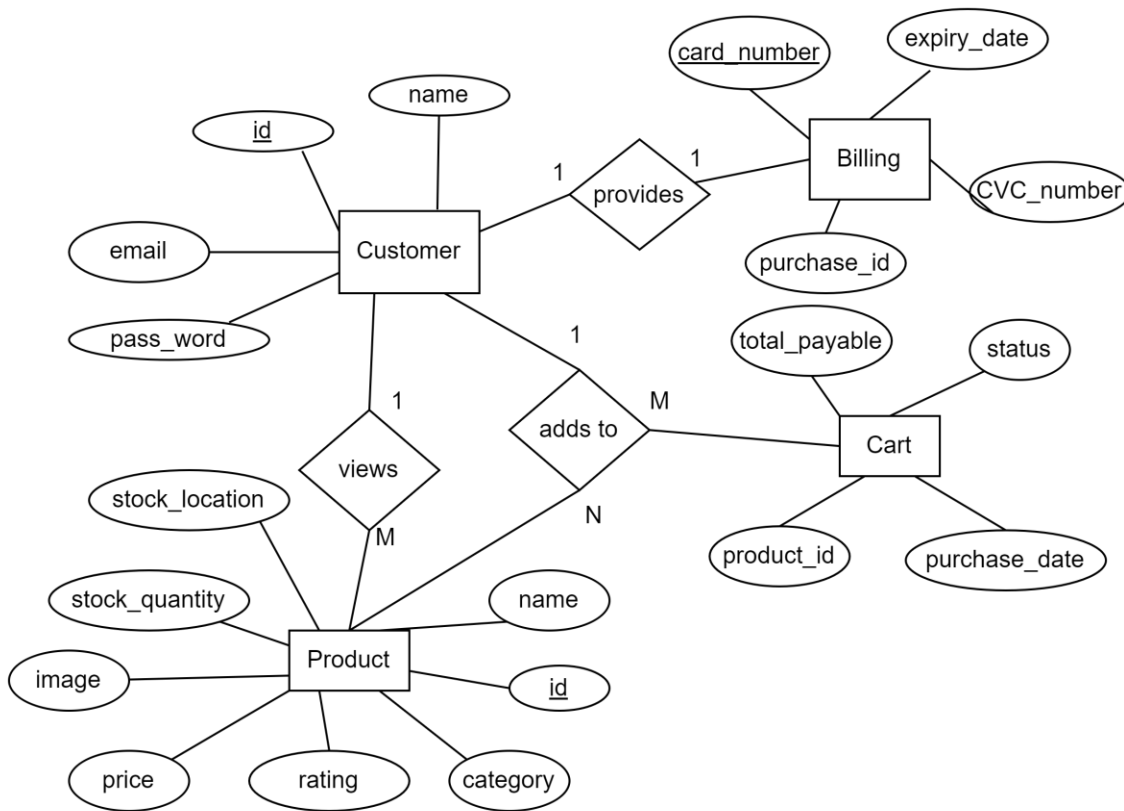 card_number
expiry_date
name
id
1
1
Billing
provides
CVC_number
email
Customer
purchase_id
pass_word
1
total_payable
status
1
M
adds to
Cart
views
stock_location
N
M
product_id
purchase_date
stock_quantity
name
Product
image
id
price
rating
category